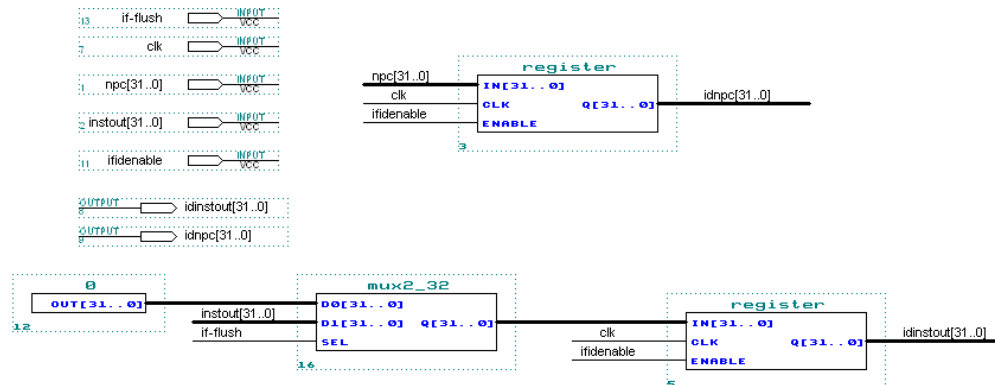 13 if-flush INPUT VCC
7 clk INPUT VCC
1 npc[31..0] INPUT VCC
2 instout[31..0] INPUT VCC
11 ifidenable INPUT VCC
OUTPUT 8 idinstout[31..0]
OUTPUT 9 idnpc[31..0]
register
npc[31..0] IN[31..0]
clk CLK Q[31..0] idnpc[31..0]
ifidenable ENABLE
3
0
OUT[31..0]
12
mux2_32
D0[31..0]
instout[31..0] D1[31..0] Q[31..0]
if-flush SEL
16
register
IN[31..0]
clk CLK Q[31..0] idinstout[31..0]
ifidenable ENABLE
5